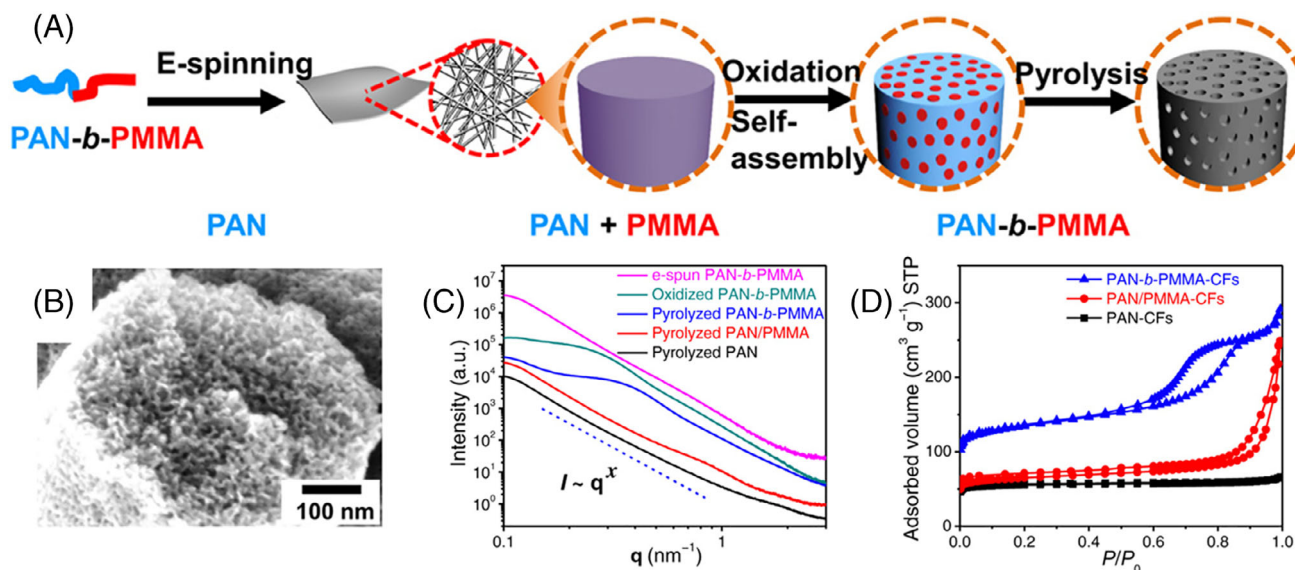 (A)
E-spinning
Oxidation
Pyrolysis
Self-
assembly
PAN-b-PMMA
PAN
PAN + PMMA
PAN-b-PMMA
(B)
100 nm
(C)
e-spun PAN-b-PMMA
Oxidized PAN-b-PMMA
Pyrolyzed PAN-b-PMMA
Pyrolyzed PAN/PMMA
Pyrolyzed PAN
10⁷
10⁶
10⁵
10⁴
10³
10²
10¹
10⁰
Intensity (a.u.)
I ~ qˣ
0.1
1
q (nm⁻¹)
(D)
PAN-b-PMMA-CFs
PAN/PMMA-CFs
PAN-CFs
Adsorbed volume (cm³ g⁻¹) STP
300
200
100
0
0.0
0.2
0.4
0.6
0.8
1.0
P/P₀